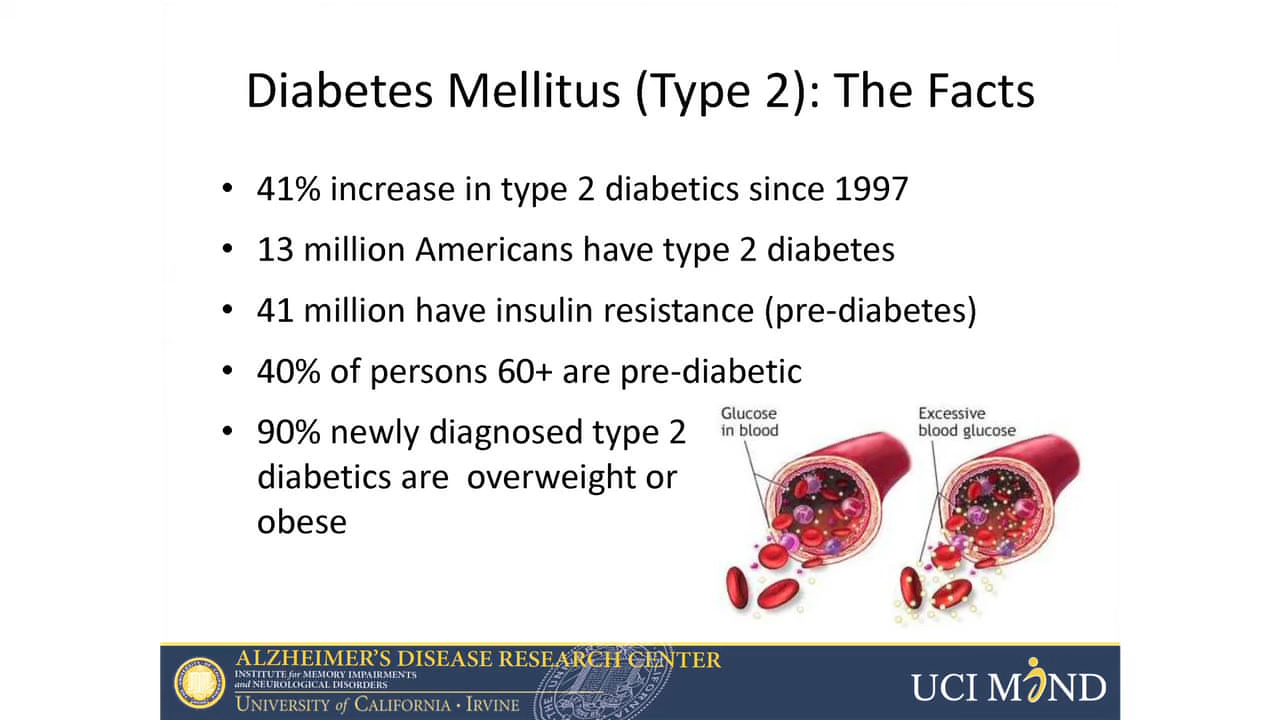 Diabetes Mellitus (Type 2): The Facts
• 41% increase in type 2 diabetics since 1997
• 13 million Americans have type 2 diabetes
• 41 million have insulin resistance (pre-diabetes)
• 40% of persons 60+ are pre-diabetic
• 90% newly diagnosed type 2
diabetics are overweight or
obese
Glucose
in blood
Excessive
blood glucose
ALZHEIMER'S DISEASE RESEARCH CENTER
INSTITUTE for MEMORY IMPAIRMENTS
and NEUROLOGICAL DISORDERS
UNIVERSITY of CALIFORNIA • IRVINE
UCI MIND